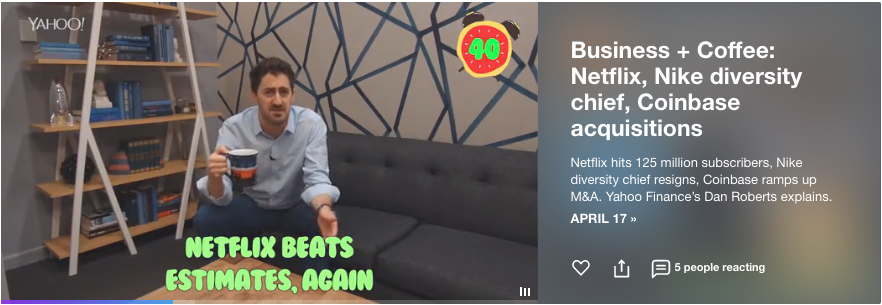 YAHOO!
40
NETFLIX BEATS
ESTIMATES, AGAIN
Business + Coffee:
Netflix, Nike diversity
chief, Coinbase
acquisitions
Netflix hits 125 million subscribers, Nike
diversity chief resigns, Coinbase ramps up
M&A. Yahoo Finance's Dan Roberts explains.
APRIL 17 »
5 people reacting